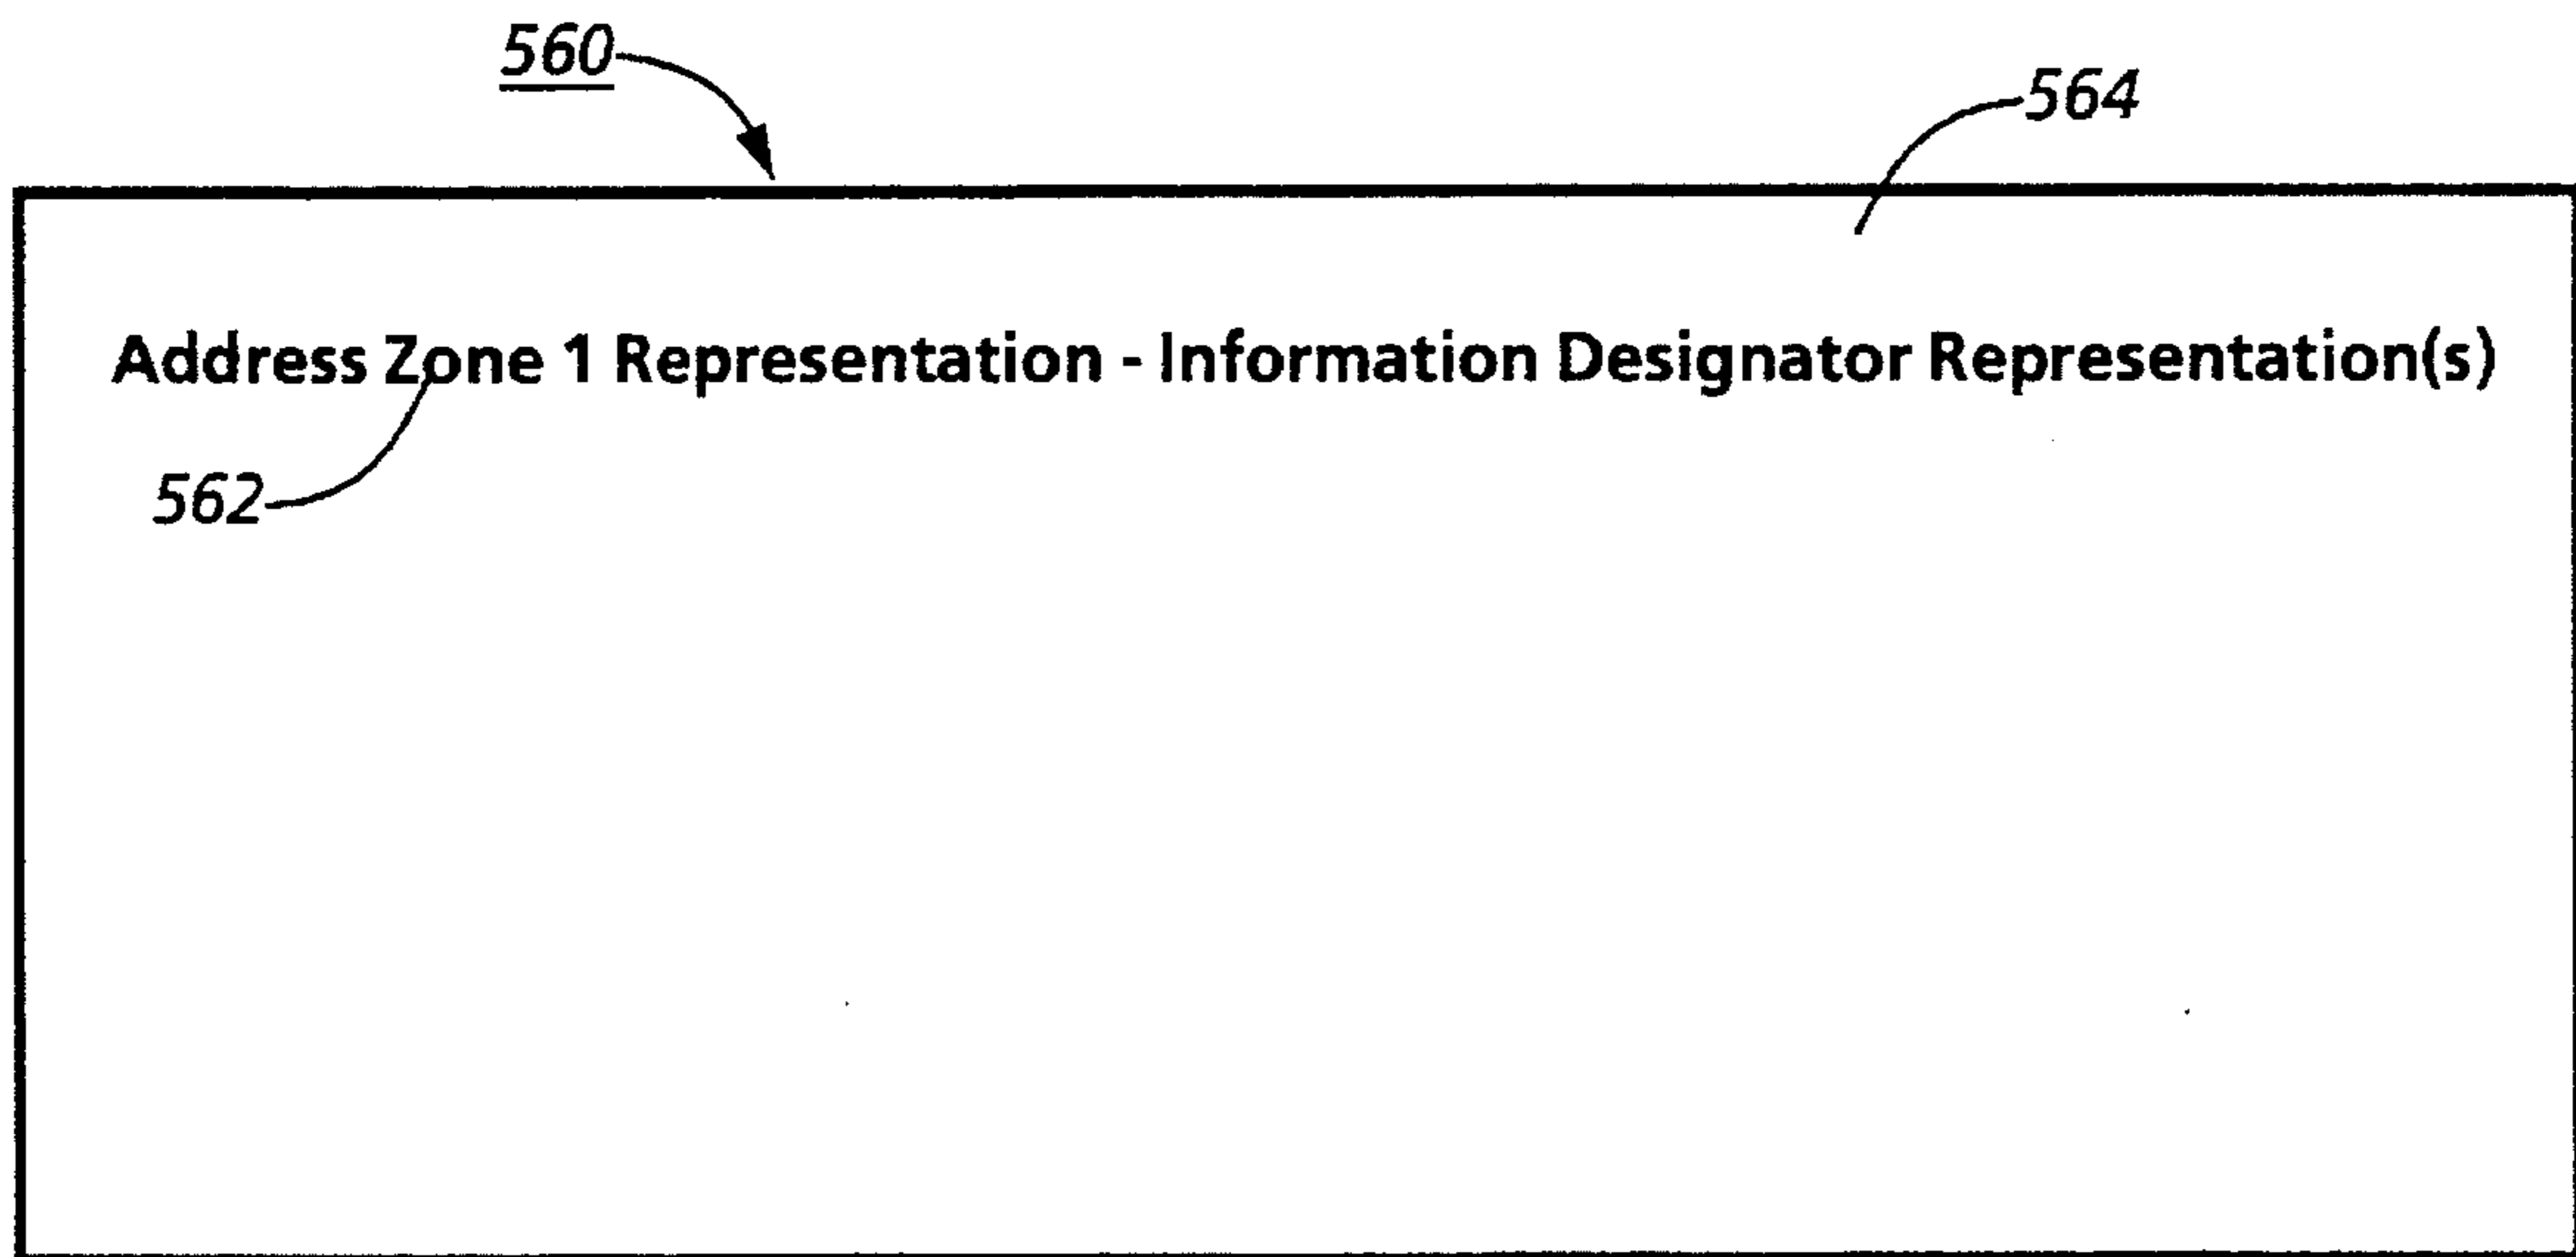 560
564
Address Zone 1 Representation - Information Designator Representation(s)
562